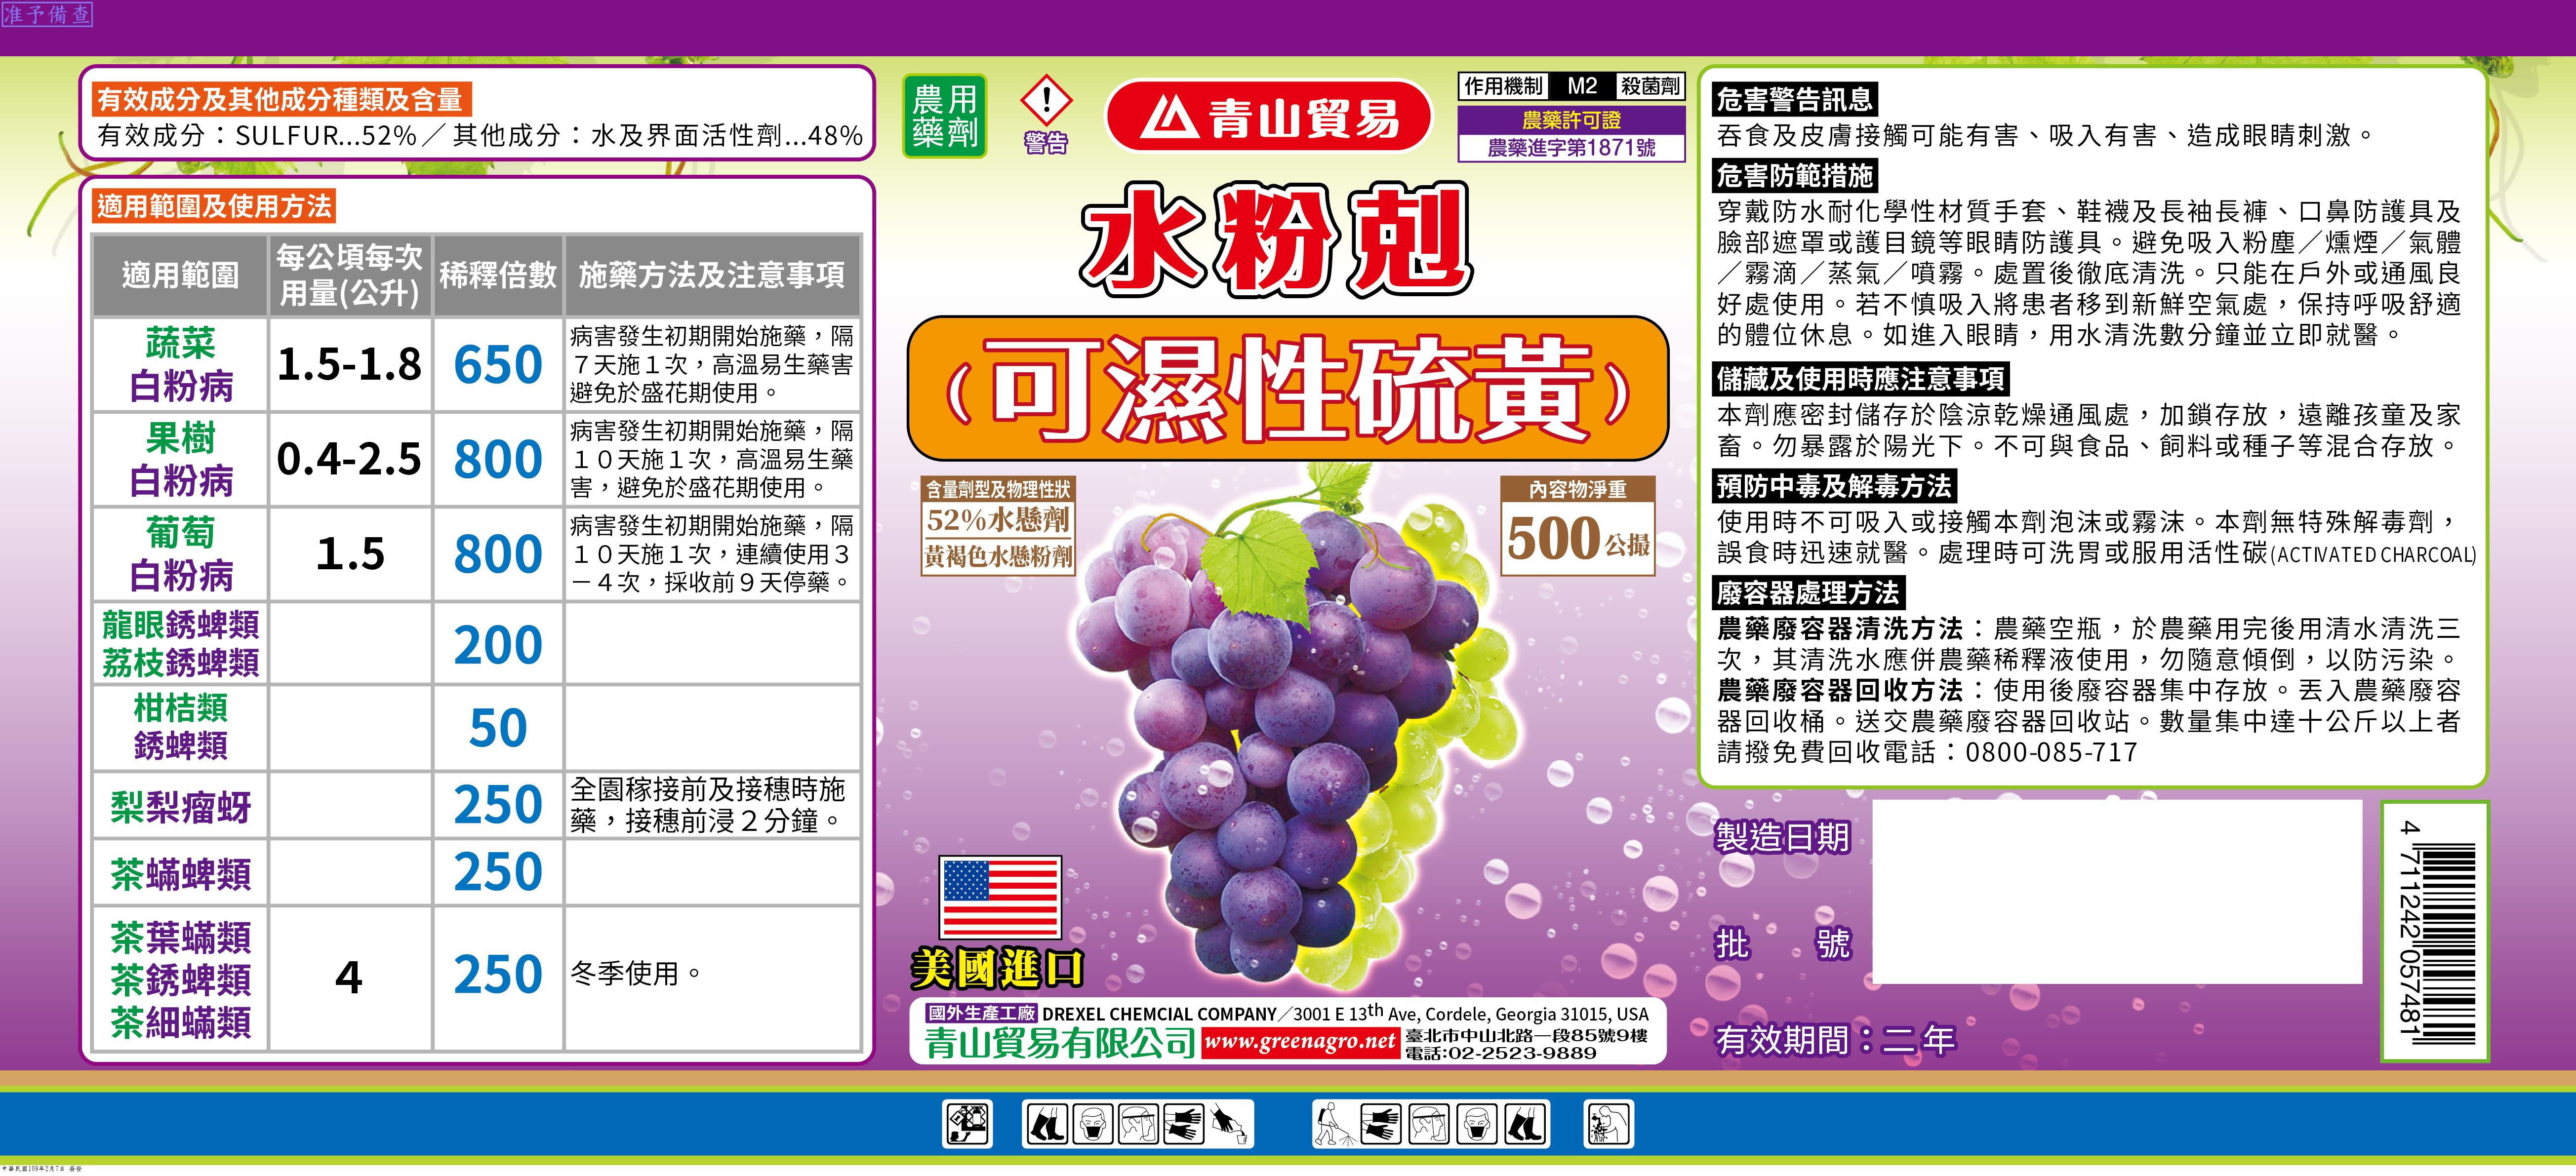 准予備查
有效成分及其他成分種類及含量
有效成分：SULFUR...52%／其他成分：水及界面活性劑...48%
適用範圍及使用方法
適用範圍
每公頃每次
用量(公升)
稀釋倍數
施藥方法及注意事項
蔬菜
白粉病
1.5-1.8
650
病害發生初期開始施藥，隔
７天施１次，高溫易生藥害
避免於盛花期使用。
果樹
白粉病
0.4-2.5
800
病害發生初期開始施藥，隔
１０天施１次，高溫易生藥
害，避免於盛花期使用。
葡萄
白粉病
1.5
800
病害發生初期開始施藥，隔
１０天施１次，連續使用３
－４次，採收前９天停藥。
龍眼銹蜱類
荔枝銹蜱類
200
柑桔類
銹蜱類
50
梨梨瘤蚜
250
全園稼接前及接穗時施
藥，接穗前浸２分鐘。
茶蟎蜱類
250
茶葉蟎類
茶銹蜱類
茶細蟎類
4
250
冬季使用。
農用
藥劑
警告
青山貿易
作用機制 M2 殺菌劑
農藥許可證
農藥進字第1871號
水粉剋
（可濕性硫黃）
含量劑型及物理性狀
52%水懸劑
黃褐色水懸粉劑
內容物淨重
500公撮
美國進口
國外生產工廠 DREXEL CHEMCIAL COMPANY／3001 E 13th Ave, Cordele, Georgia 31015, USA
青山貿易有限公司 www.greenagro.net
臺北市中山北路一段85號9樓
電話:02-2523-9889
危害警告訊息
吞食及皮膚接觸可能有害、吸入有害、造成眼睛刺激。
危害防範措施
穿戴防水耐化學性材質手套、鞋襪及長袖長褲、口鼻防護具及
臉部遮罩或護目鏡等眼睛防護具。避免吸入粉塵／燻煙／氣體
／霧滴／蒸氣／噴霧。處置後徹底清洗。只能在戶外或通風良
好處使用。若不慎吸入將患者移到新鮮空氣處，保持呼吸舒適
的體位休息。如進入眼睛，用水清洗數分鐘並立即就醫。
儲藏及使用時應注意事項
本劑應密封儲存於陰涼乾燥通風處，加鎖存放，遠離孩童及家
畜。勿暴露於陽光下。不可與食品、飼料或種子等混合存放。
預防中毒及解毒方法
使用時不可吸入或接觸本劑泡沫或霧沫。本劑無特殊解毒劑，
誤食時迅速就醫。處理時可洗胃或服用活性碳(ACTIVATED CHARCOAL)
廢容器處理方法
農藥廢容器清洗方法：農藥空瓶，於農藥用完後用清水清洗三
次，其清洗水應併農藥稀釋液使用，勿隨意傾倒，以防污染。
農藥廢容器回收方法：使用後廢容器集中存放。丟入農藥廢容
器回收桶。送交農藥廢容器回收站。數量集中達十公斤以上者
請撥免費回收電話：0800-085-717
製造日期
批　　號
有效期間：二年
4 711242 057481
中華民國109年2月7日 簽發